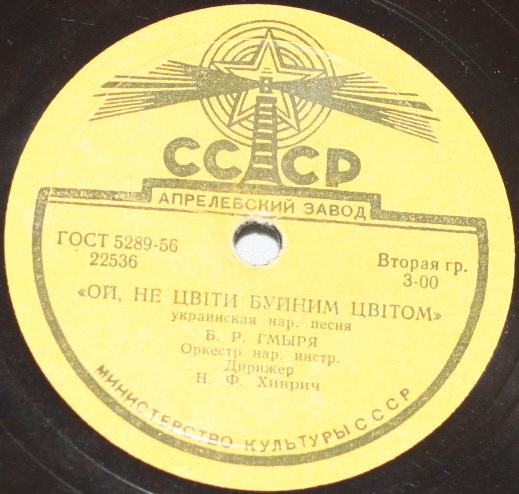 СССР
АПРЕЛЕВСКИЙ ЗАВОД
ГОСТ 5289-56
22536
Вторая гр.
3-00
«ОЙ, НЕ ЦВІТИ БУЙНИМ ЦВІТОМ»
украинская нар. песня
Б. Р. ГМЫРЯ
Оркестр нар. инстр.
Дирижер
Н. Ф. Хиврич
МИНИСТЕРСТВО КУЛЬТУРЫ СССР